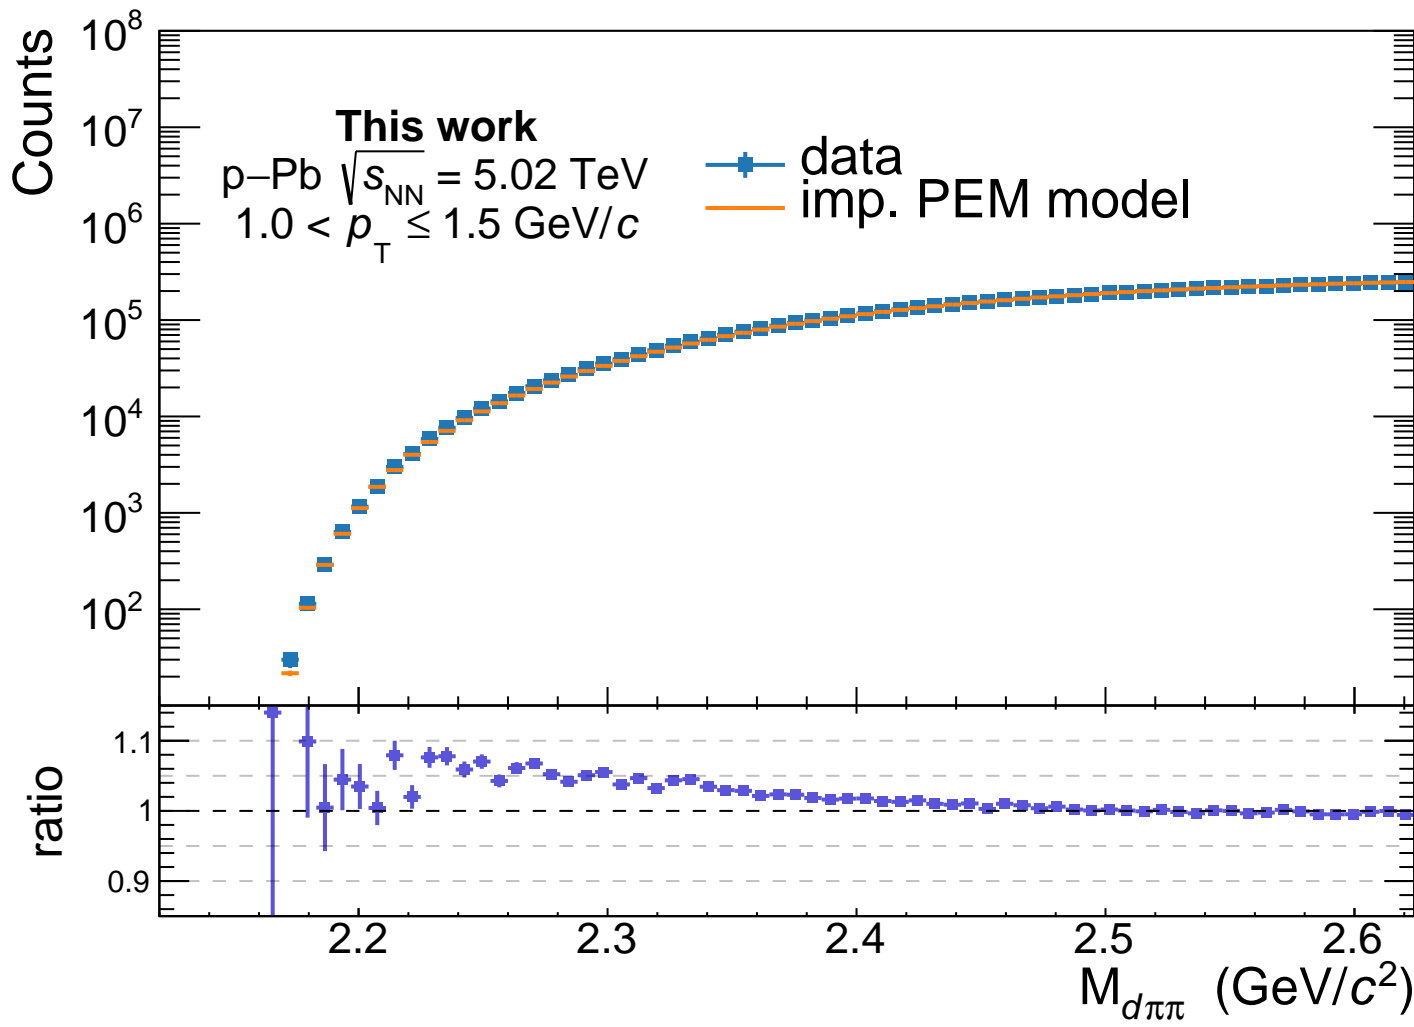 Counts
10^8
10^7
10^6
10^5
10^4
10^3
10^2
This work
p–Pb √s_NN = 5.02 TeV
1.0 < p_T ≤ 1.5 GeV/c
data
imp. PEM model
ratio
1.1
1
0.9
2.2 2.3 2.4 2.5 2.6
M_dππ (GeV/c^2)